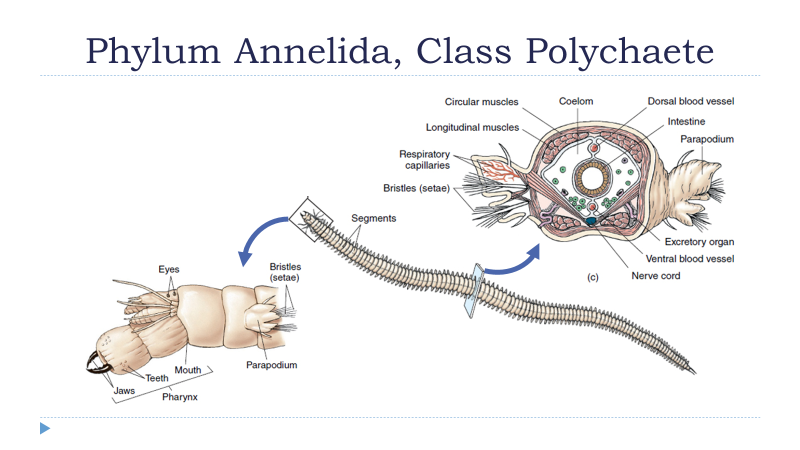 Phylum Annelida, Class Polychaete
Circular muscles
Coelom
Dorsal blood vessel
Longitudinal muscles
Intestine
Parapodium
Respiratory
capillaries
Bristles (setae)
Segments
Excretory organ
Ventral blood vessel
Nerve cord
(c)
Eyes
Bristles
(setae)
Parapodium
Mouth
Teeth
Jaws
Pharynx